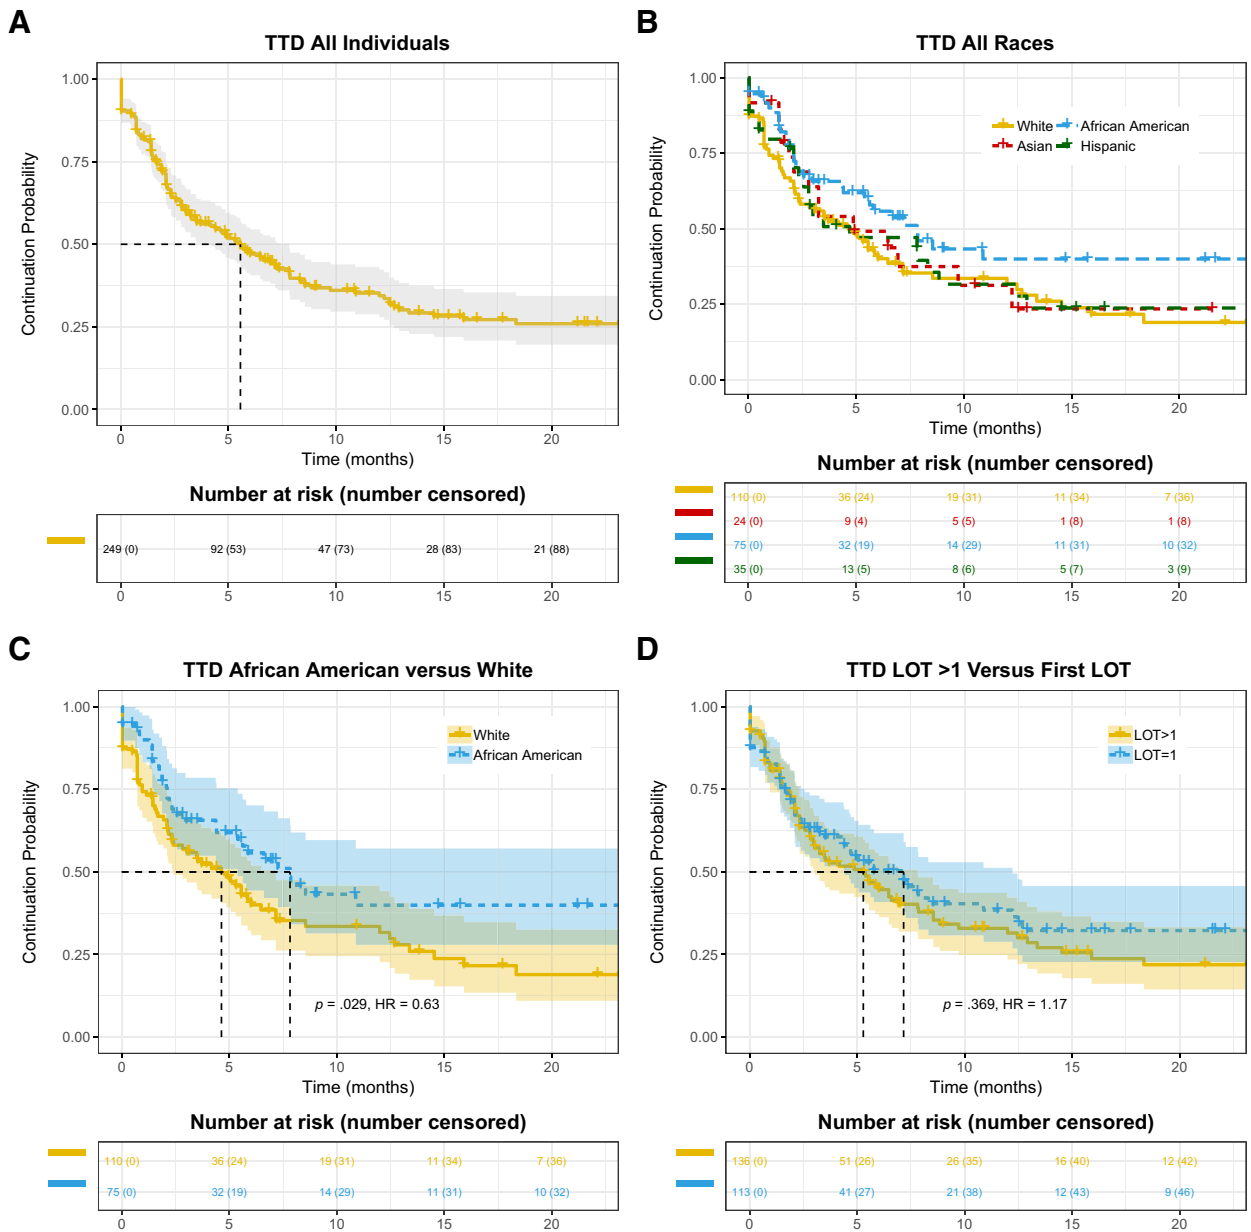 A
TTD All Individuals
Continuation Probability
1.00
0.75
0.50
0.25
0.00
0 5 10 15 20
Time (months)
Number at risk (number censored)
249 (0) 92 (53) 47 (73) 28 (83) 21 (88)
0 5 10 15 20
B
TTD All Races
Continuation Probability
1.00
0.75
0.50
0.25
0.00
White African American
Asian Hispanic
0 5 10 15 20
Time (months)
Number at risk (number censored)
110 (0) 36 (24) 19 (31) 11 (34) 7 (36)
24 (0) 9 (4) 5 (5) 1 (8) 1 (8)
75 (0) 32 (19) 14 (29) 11 (31) 10 (32)
35 (0) 13 (5) 8 (6) 5 (7) 3 (9)
0 5 10 15 20
C
TTD African American versus White
Continuation Probability
1.00
0.75
0.50
0.25
0.00
White
African American
p = .029, HR = 0.63
0 5 10 15 20
Time (months)
Number at risk (number censored)
110 (0) 36 (24) 19 (31) 11 (34) 7 (36)
75 (0) 32 (19) 14 (29) 11 (31) 10 (32)
0 5 10 15 20
D
TTD LOT >1 Versus First LOT
Continuation Probability
1.00
0.75
0.50
0.25
0.00
LOT>1
LOT=1
p = .369, HR = 1.17
0 5 10 15 20
Time (months)
Number at risk (number censored)
136 (0) 51 (26) 26 (35) 16 (40) 12 (42)
113 (0) 41 (27) 21 (38) 12 (43) 9 (46)
0 5 10 15 20